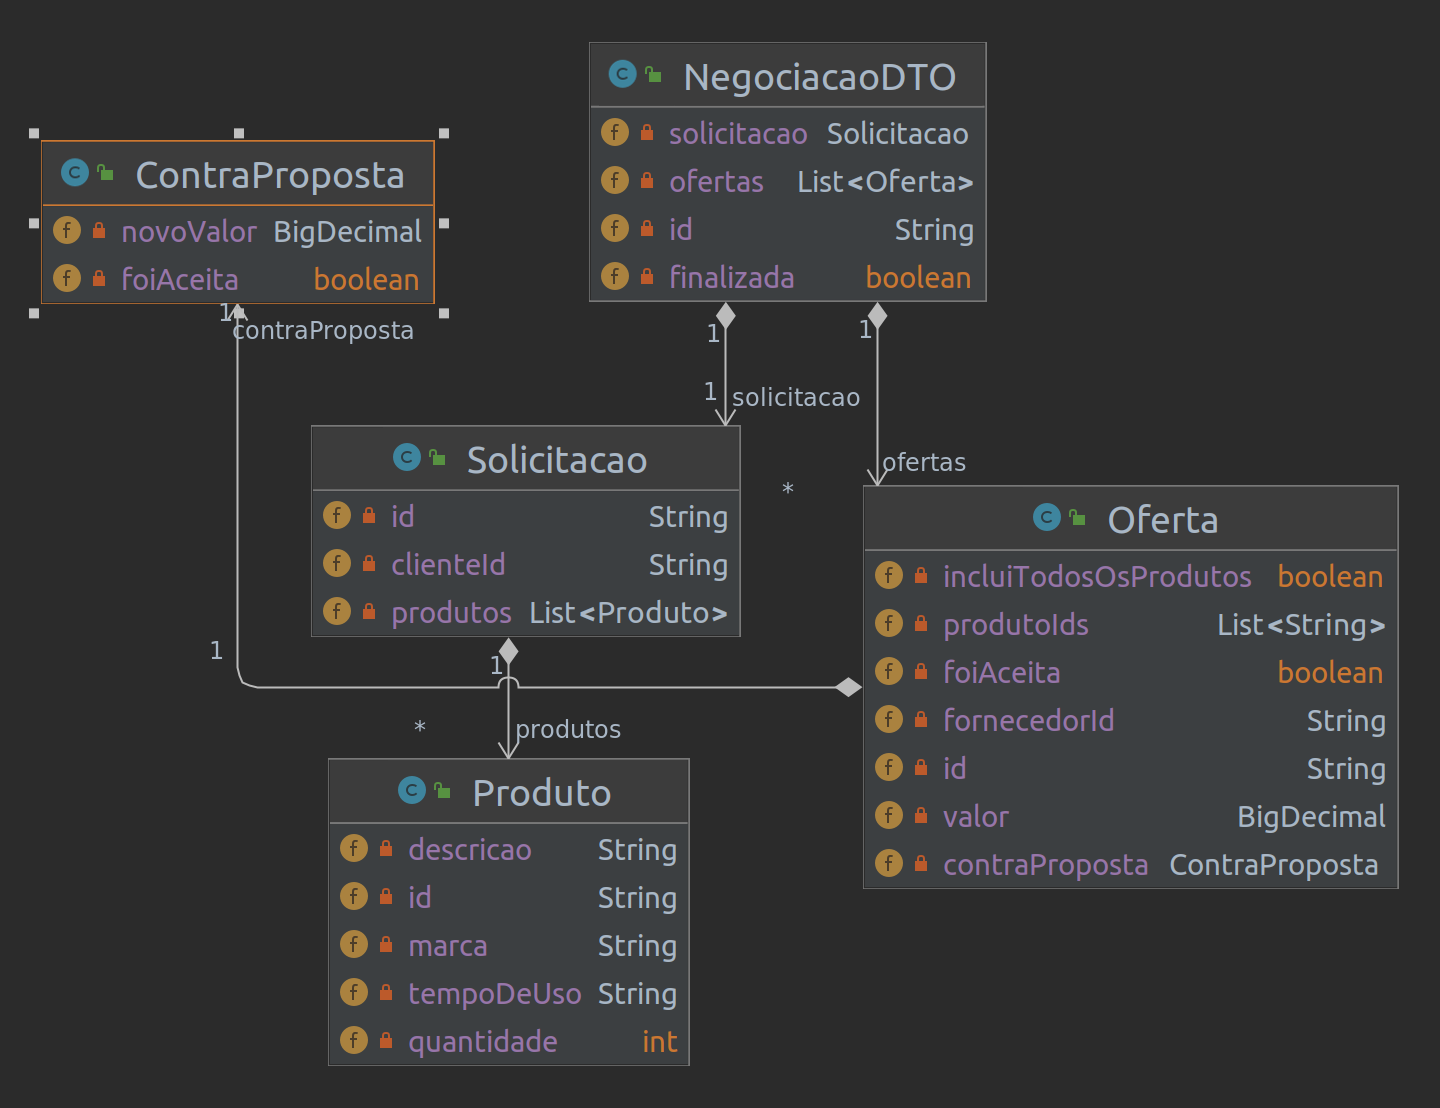 NegociacaoDTO
solicitacao Solicitacao
ofertas List<Oferta>
id String
finalizada boolean
ContraProposta
novoValor BigDecimal
foiAceita boolean
1
contraProposta
1
1
1
solicitacao
ofertas
*
Solicitacao
id String
clienteId String
produtos List<Produto>
Oferta
incluiTodosOsProdutos boolean
produtoIds List<String>
foiAceita boolean
fornecedorId String
id String
valor BigDecimal
contraProposta ContraProposta
1
1
*
produtos
Produto
descricao String
id String
marca String
tempoDeUso String
quantidade int